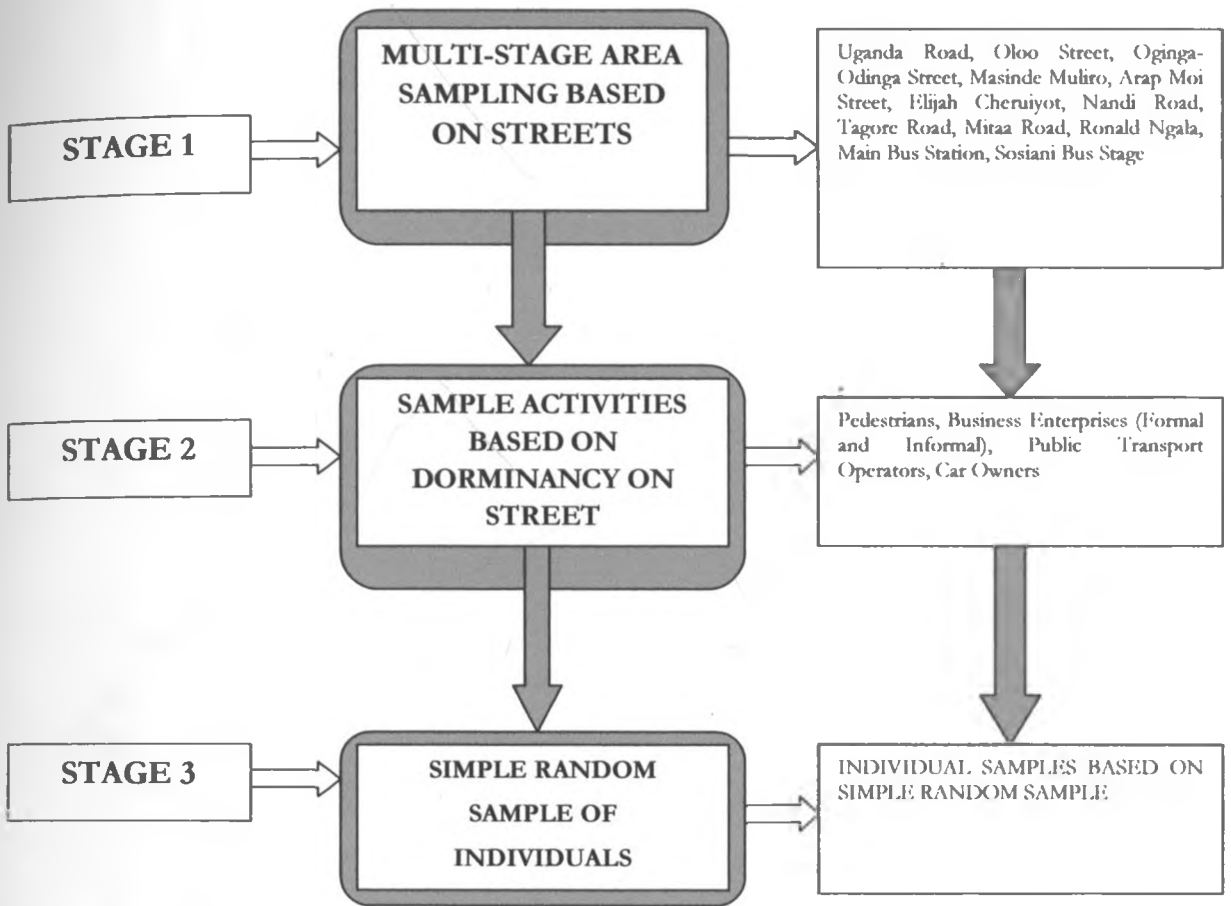 STAGE 1
MULTI-STAGE AREA
SAMPLING BASED
ON STREETS
Uganda Road, Oloo Street, Oginga-
Odinga Street, Masinde Muliro, Arap Moi
Street, Elijah Cheruiyot, Nandi Road,
Tagore Road, Mitaa Road, Ronald Ngala,
Main Bus Station, Sosiani Bus Stage
STAGE 2
SAMPLE ACTIVITIES
BASED ON
DORMINANCY ON
STREET
Pedestrians, Business Enterprises (Formal
and Informal), Public Transport
Operators, Car Owners
STAGE 3
SIMPLE RANDOM
SAMPLE OF
INDIVIDUALS
INDIVIDUAL SAMPLES BASED ON
SIMPLE RANDOM SAMPLE